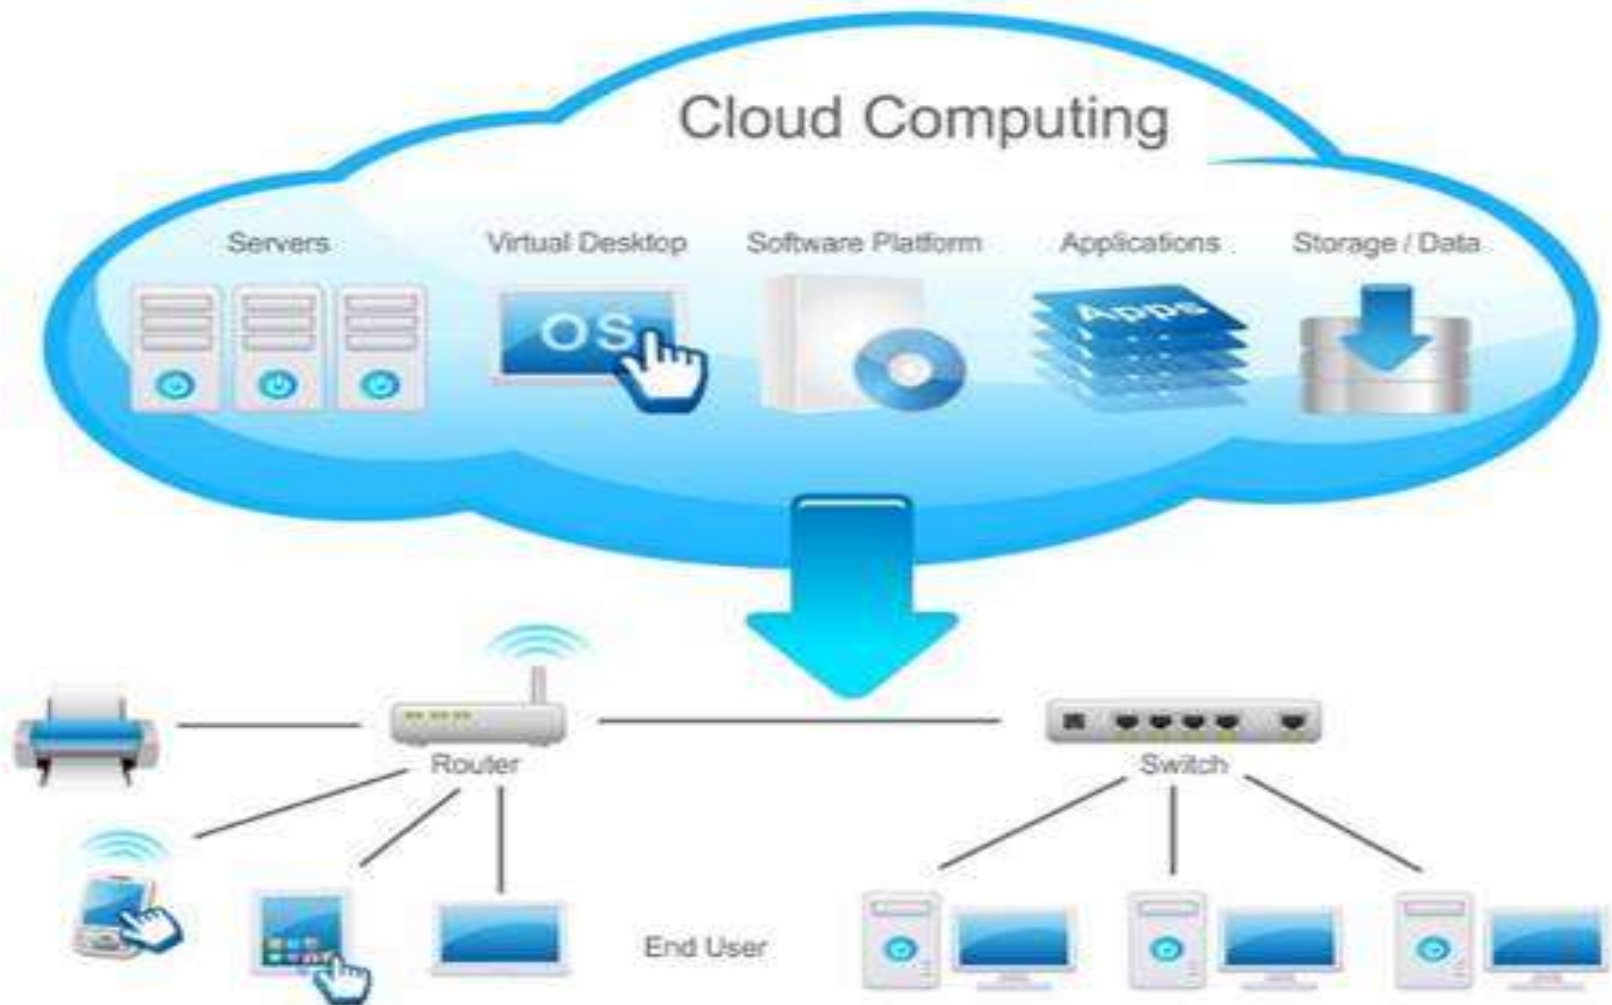 Cloud Computing
Servers
Virtual Desktop
Software Platform
Applications
Storage / Data
OS
Apps
Router
Switch
End User